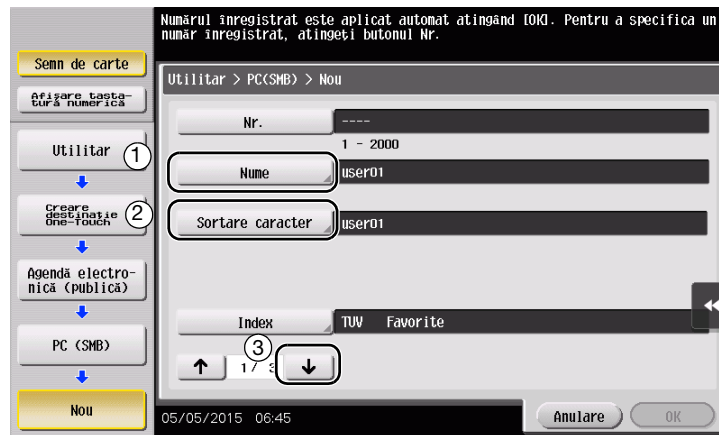 Numărul înregistrat este aplicat automat atingând [OK]. Pentru a specifica un
număr înregistrat, atingeți butonul Nr.
Semn de carte
Afișare tasta-
tură numerică
Utilitar
1
Creare
destinație
One-Touch
2
Agendă electro-
nică (publică)
PC (SMB)
Nou
Utilitar > PC(SMB) > Nou
Nr.
----
1 - 2000
Nume
user01
Sortare caracter
user01
Index
TUV Favorite
3
1/ 3
05/05/2015 06:45
Anulare
OK